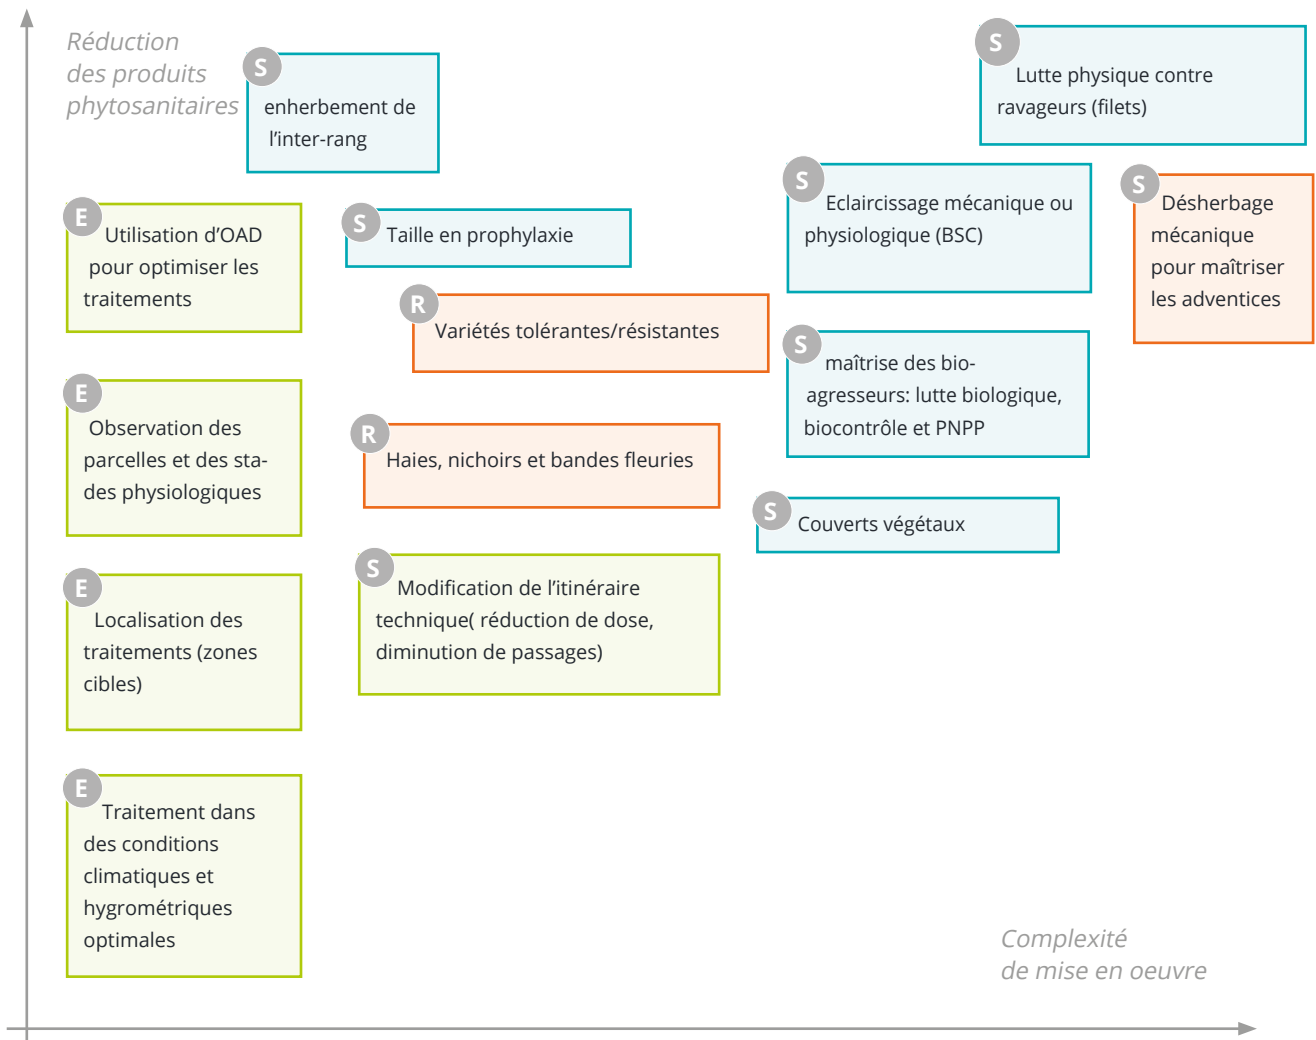 Réduction
des produits
phytosanitaires
S
enherbement de
l'inter-rang
S
Lutte physique contre
ravageurs (filets)
E
Utilisation d'OAD
pour optimiser les
traitements
S
Taille en prophylaxie
S
Eclaircissage mécanique ou
physiologique (BSC)
S
Désherbage
mécanique
pour maîtriser
les adventices
R
Variétés tolérantes/résistantes
S
maîtrise des bio-
agresseurs: lutte biologique,
biocontrôle et PNPP
E
Observation des
parcelles et des sta-
des physiologiques
R
Haies, nichoirs et bandes fleuries
S
Couverts végétaux
E
Localisation des
traitements (zones
cibles)
S
Modification de l'itinéraire
technique( réduction de dose,
diminution de passages)
E
Traitement dans
des conditions
climatiques et
hygrométriques
optimales
Complexité
de mise en oeuvre